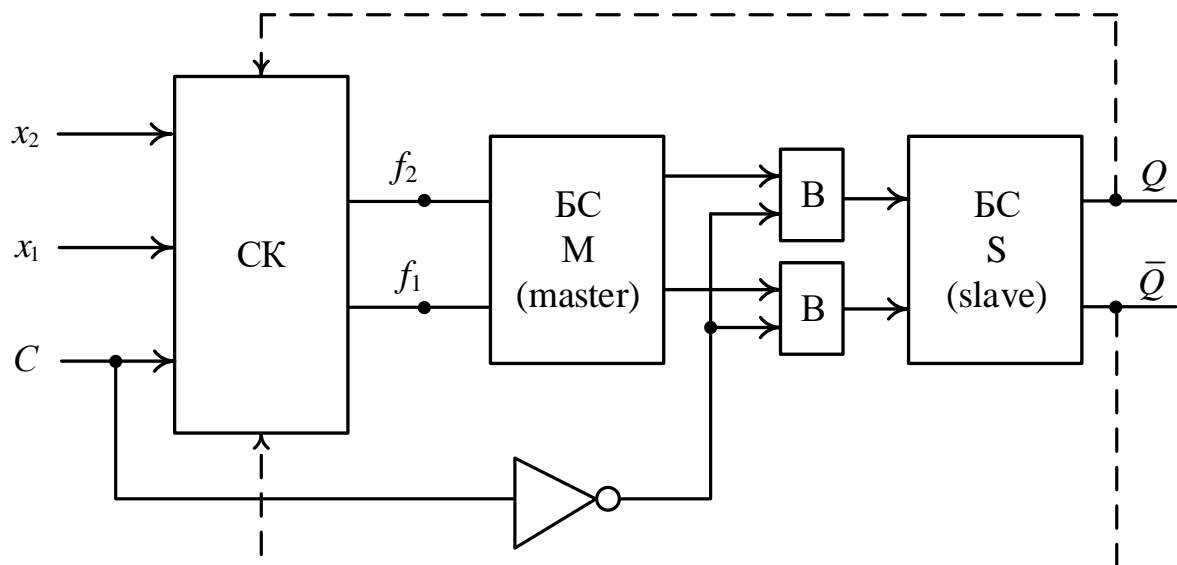 x₂
x₁
C
СК
f₂
f₁
БС
М
(master)
В
В
БС
S
(slave)
Q
Q̅